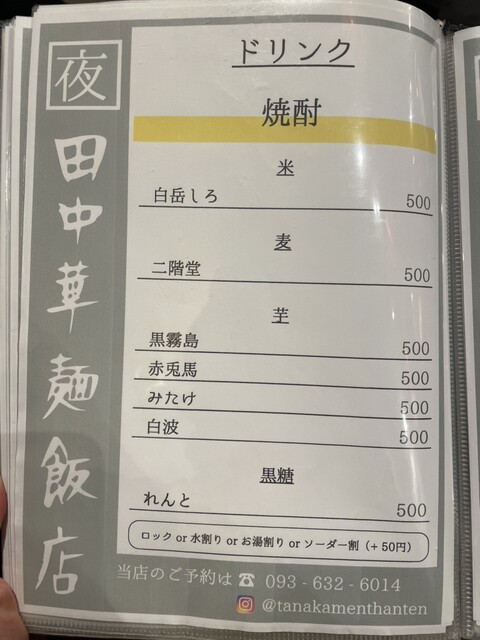 夜
田中華麺飯店
ドリンク
焼酎
米
白岳しろ 500
麦
二階堂 500
芋
黒霧島 500
赤兎馬 500
みたけ 500
白波 500
黒糖
れんと 500
ロック or 水割り or お湯割り or ソーダー割（+ 50円）
当店のご予約は☎ 093 - 632 - 6014
@tanakamenthanten